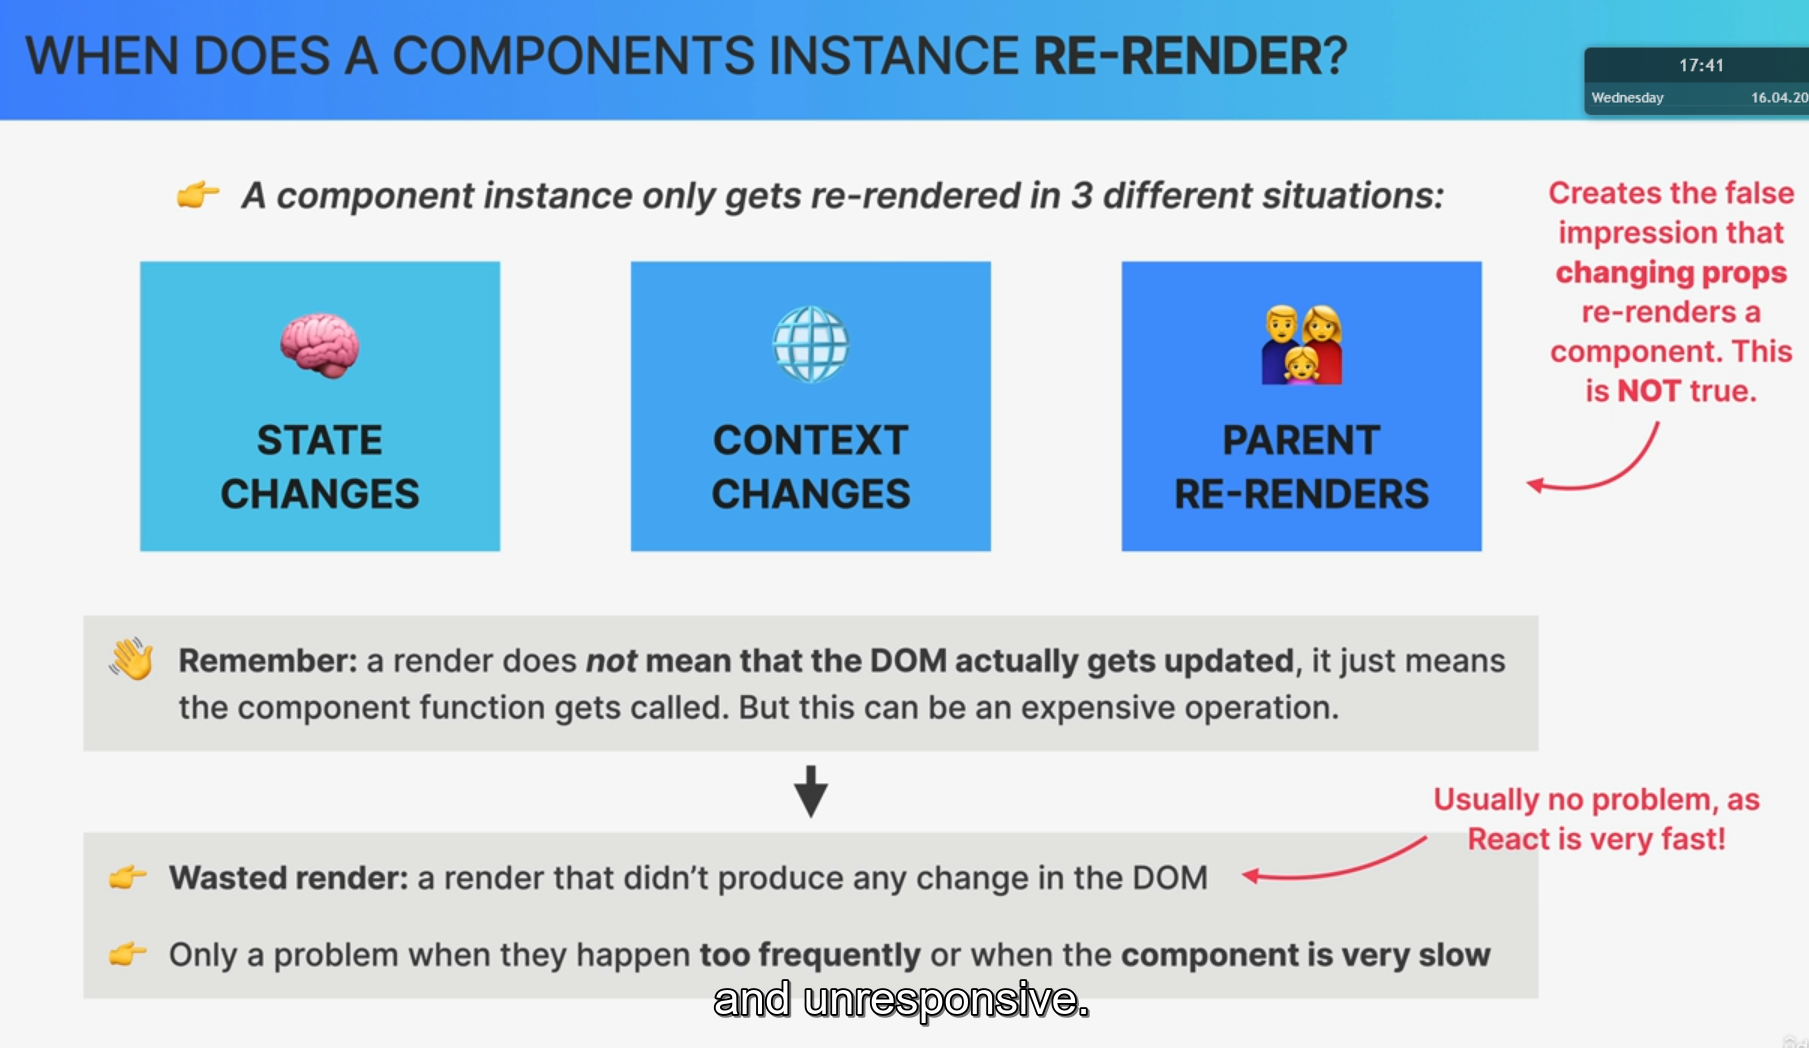 WHEN DOES A COMPONENTS INSTANCE RE-RENDER?
17:41
Wednesday 16.04.20
A component instance only gets re-rendered in 3 different situations:
Creates the false
impression that
changing props
re-renders a
component. This
is NOT true.
STATE
CHANGES
CONTEXT
CHANGES
PARENT
RE-RENDERS
Remember: a render does not mean that the DOM actually gets updated, it just means
the component function gets called. But this can be an expensive operation.
Usually no problem, as
React is very fast!
Wasted render: a render that didn’t produce any change in the DOM
Only a problem when they happen too frequently or when the component is very slow
and unresponsive.